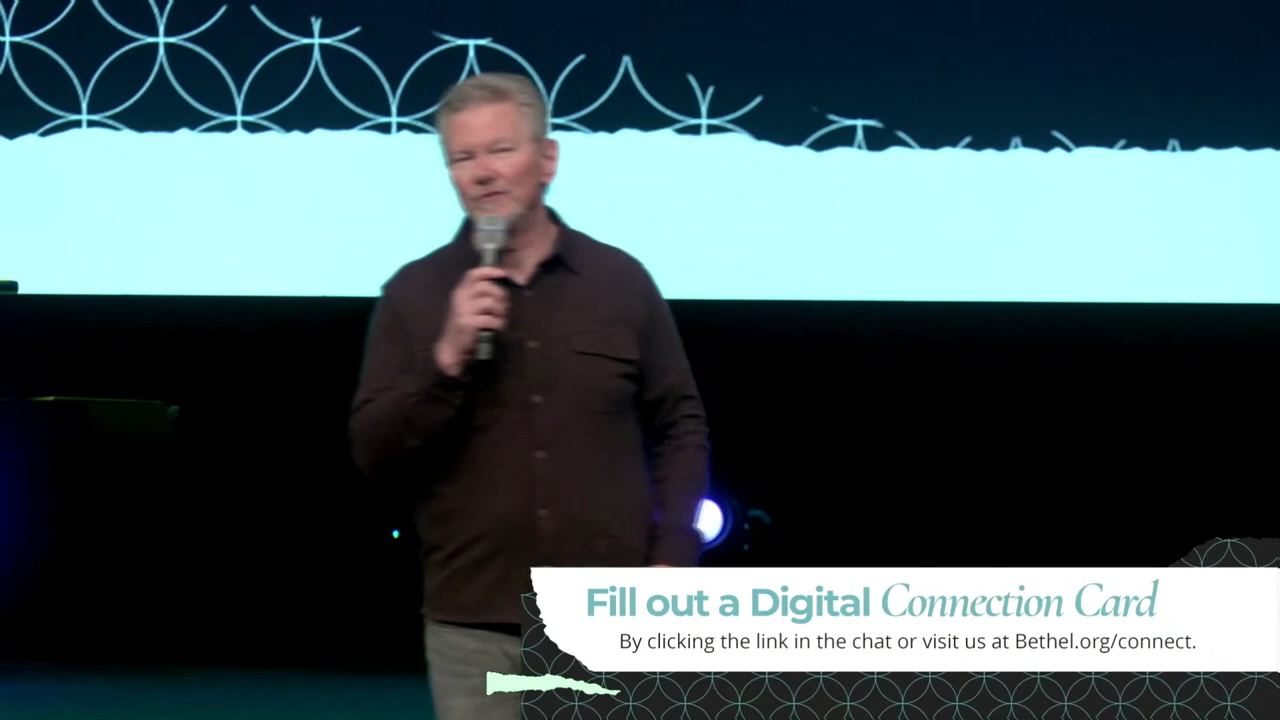 Fill out a Digital Connection Card
By clicking the link in the chat or visit us at Bethel.org/connect.